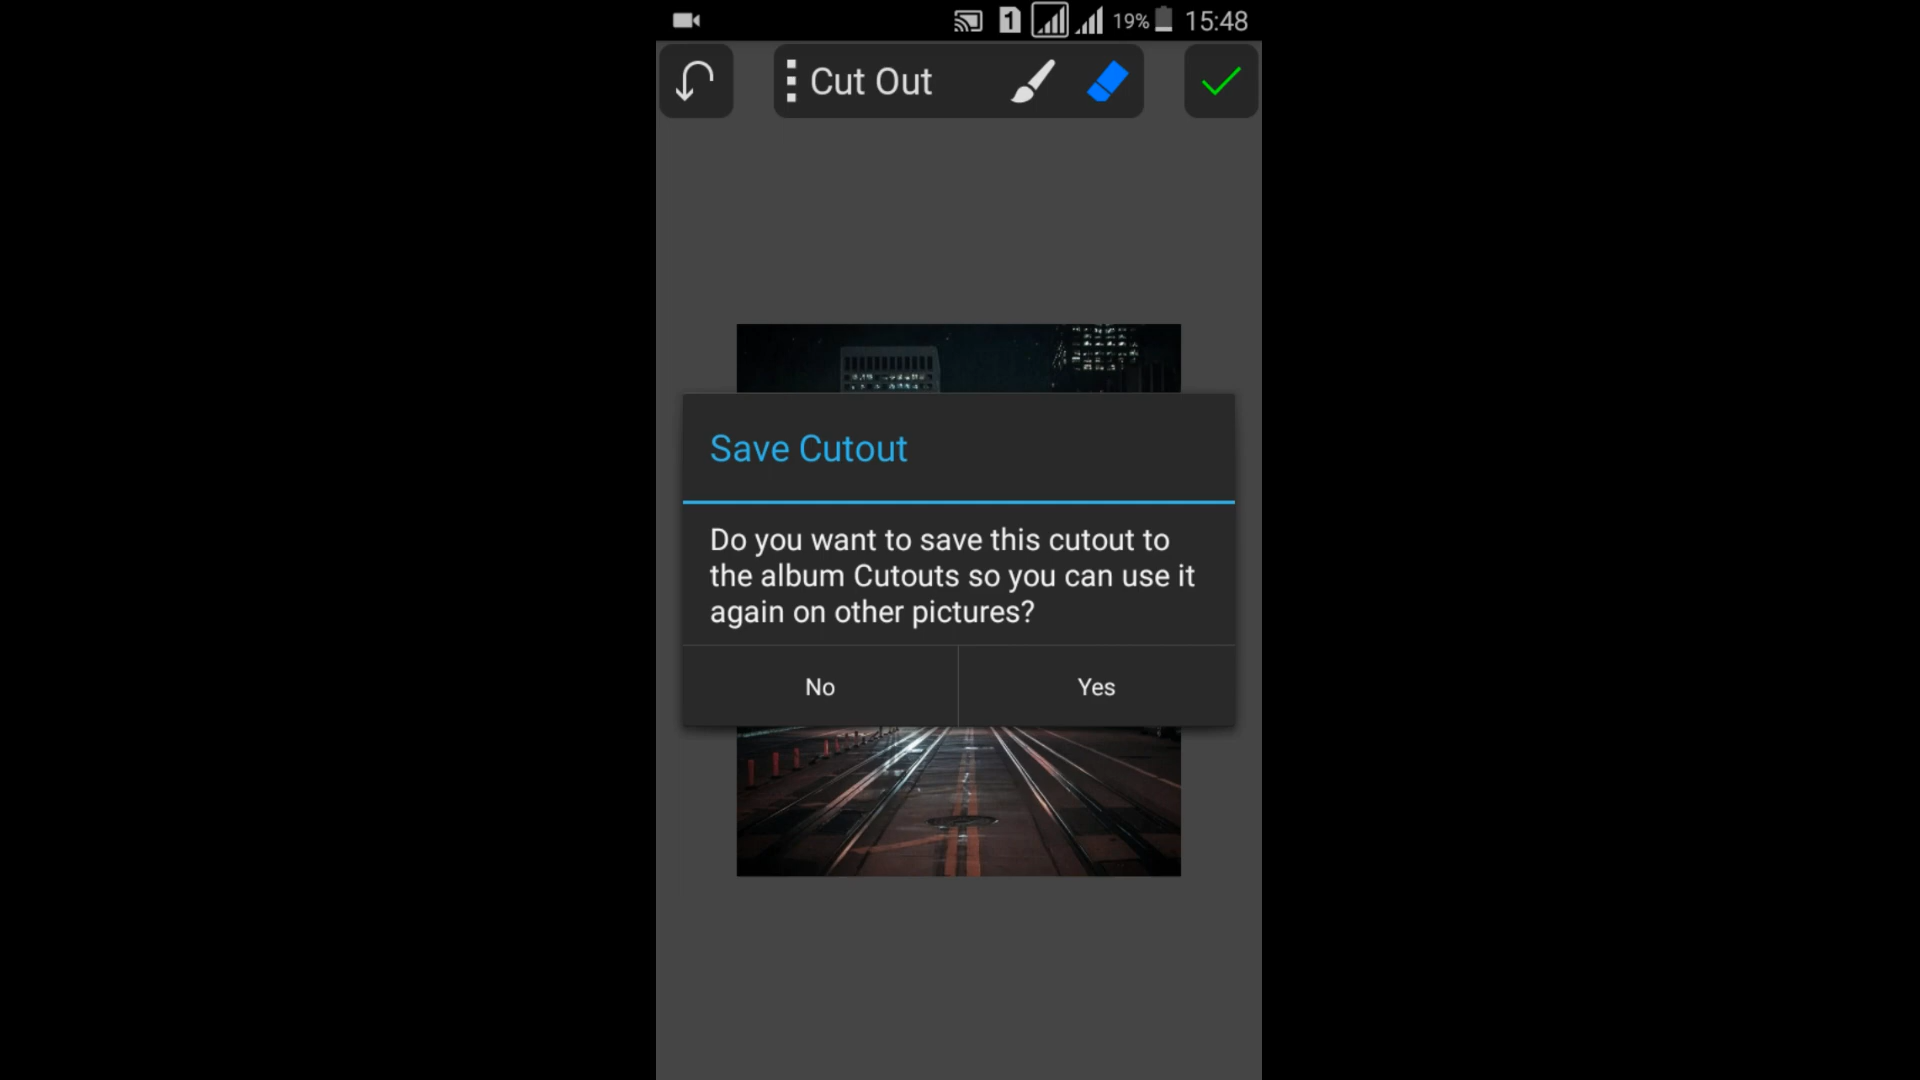 1 19% 15:48
Cut Out
Save Cutout
Do you want to save this cutout to
the album Cutouts so you can use it
again on other pictures?
No Yes